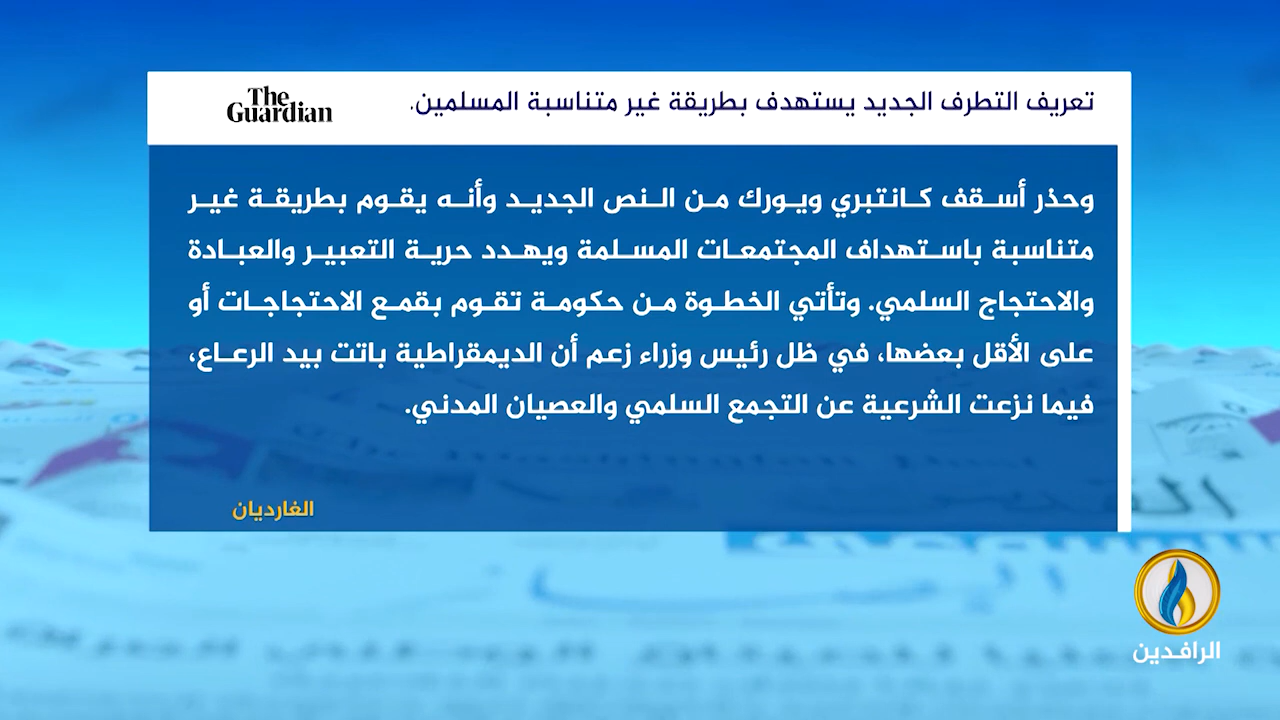 The
Guardian
تعريف التطرف الجديد يستهدف بطريقة غير متناسبة المسلمين.
وحذر أسقف كانتبري ويورك من النص الجديد وأنه يقوم بطريقة غير
متناسبة باستهداف المجتمعات المسلمة ويهدد حرية التعبير والعبادة
والاحتجاج السلمي. وتأتي الخطوة من حكومة تقوم بقمع الاحتجاجات أو
على الأقل بعضها، في ظل رئيس وزراء زعم أن الديمقراطية باتت بيد الرعاع،
فيما نزعت الشرعية عن التجمع السلمي والعصيان المدني.
الغارديان
الرافدين